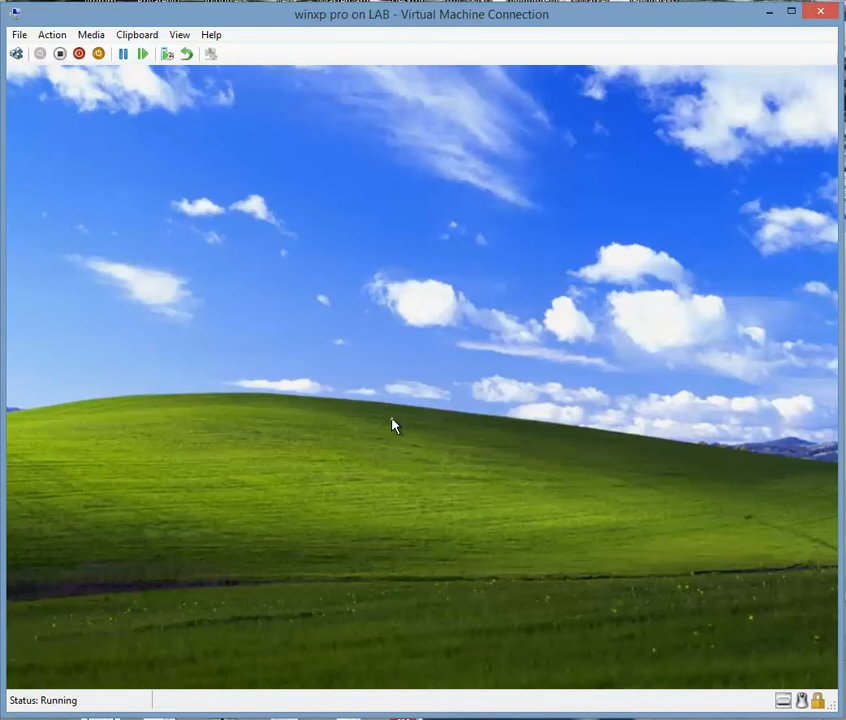 winxp pro on LAB - Virtual Machine Connection
File Action Media Clipboard View Help
Status: Running